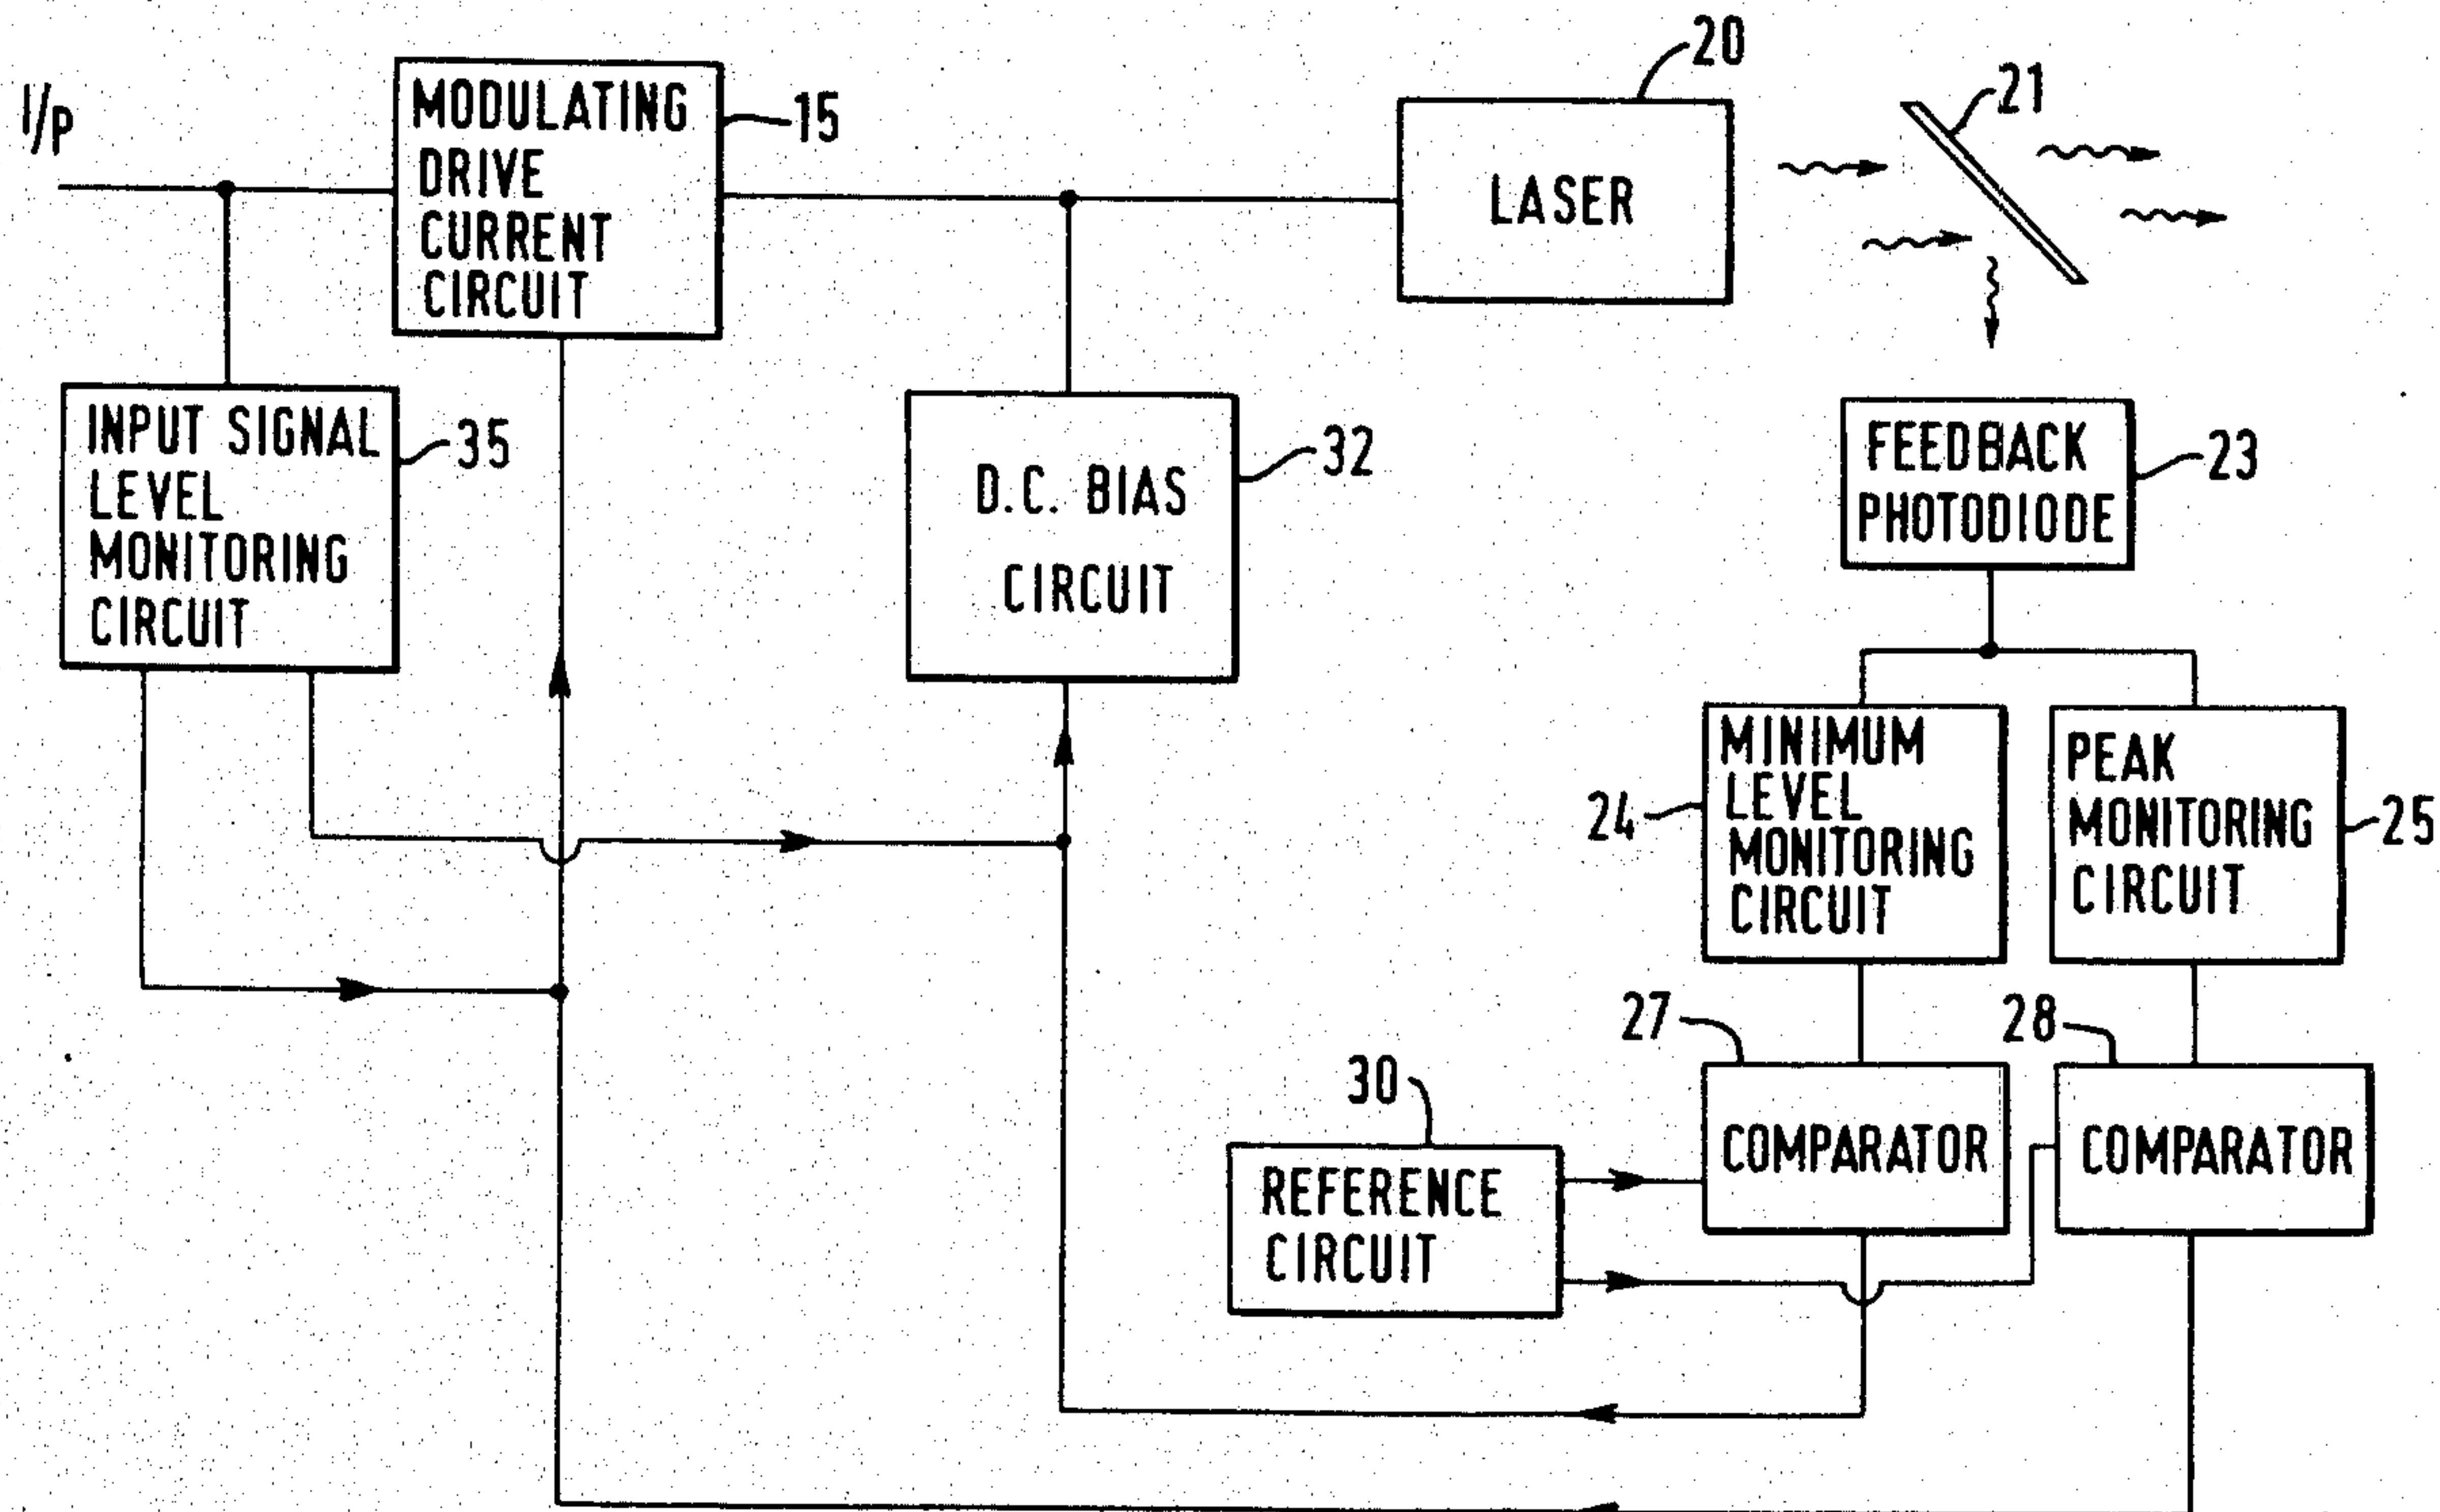 I/P
MODULATING
DRIVE
CURRENT
CIRCUIT
15
20
LASER
21
INPUT SIGNAL
LEVEL
MONITORING
CIRCUIT
35
D.C. BIAS
CIRCUIT
32
FEEDBACK
PHOTODIODE
23
MINIMUM
LEVEL
MONITORING
CIRCUIT
24
PEAK
MONITORING
CIRCUIT
25
27
COMPARATOR
28
COMPARATOR
30
REFERENCE
CIRCUIT